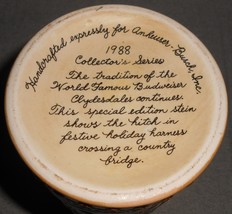 Handcrafted expressly for Anheuser-Busch, Inc.
1988
Collector's Series
The tradition of the
World Famous Budweiser
Clydesdales continues.
This special edition stein
shows the hitch in
festive holiday harness
crossing a country
bridge.